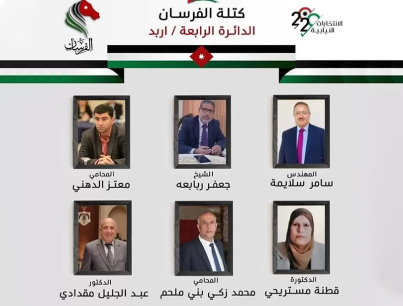 كتلة الفرسان
الدائرة الرابعة / اربد
الانتخابات
النيابية
الفرسان
المهندس
سامر سلايمة
الشيخ
جعفر ربابعه
المحامي
معتز الدهني
الدكتورة
قطنة مستريحي
المحامي
محمد زكي بني ملحم
الدكتور
عبد الجليل مقدادي